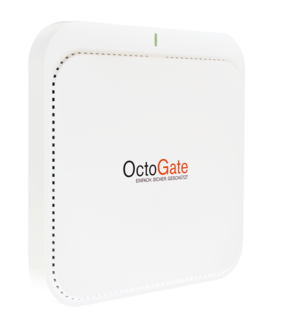 OctoGate
EINFACH SICHER GESCHÜTZT